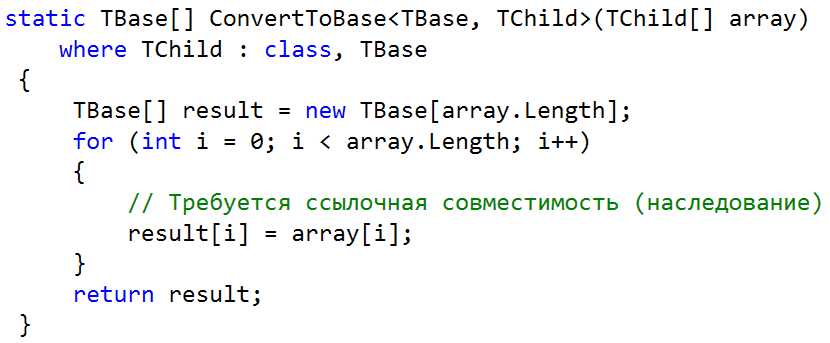 static TBase[] ConvertToBase<TBase, TChild>(TChild[] array)
    where TChild : class, TBase
 {
     TBase[] result = new TBase[array.Length];
     for (int i = 0; i < array.Length; i++)
     {
         // Требуется ссылочная совместимость (наследование)
         result[i] = array[i];
     }
     return result;
 }